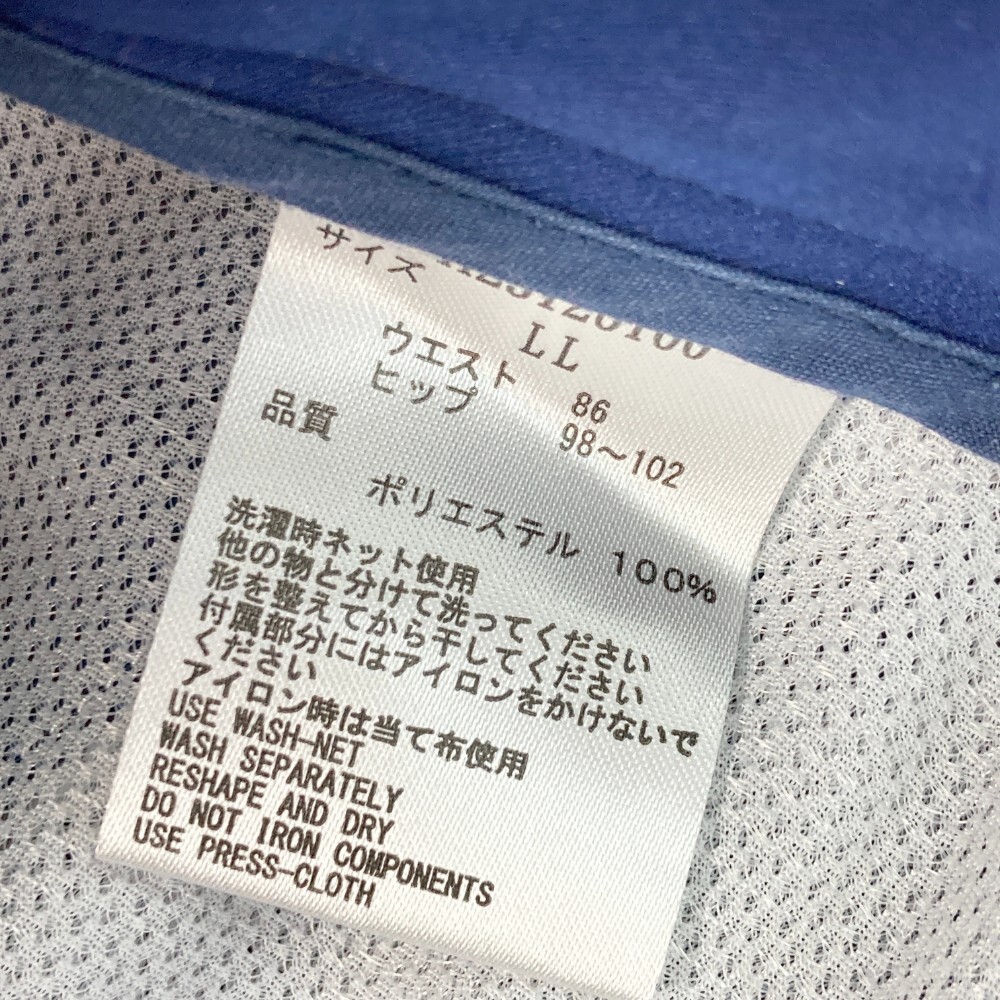 サイズ LL
ウエスト 86
ヒップ 98～102
品質
ポリエステル 100%
洗濯時ネット使用
他の物と分けて洗ってください
形を整えてから干してください
付属部分にはアイロンをかけないで
ください
アイロン時は当て布使用
USE WASH-NET
WASH SEPARATELY
RESHAPE AND DRY
DO NOT IRON COMPONENTS
USE PRESS-CLOTH